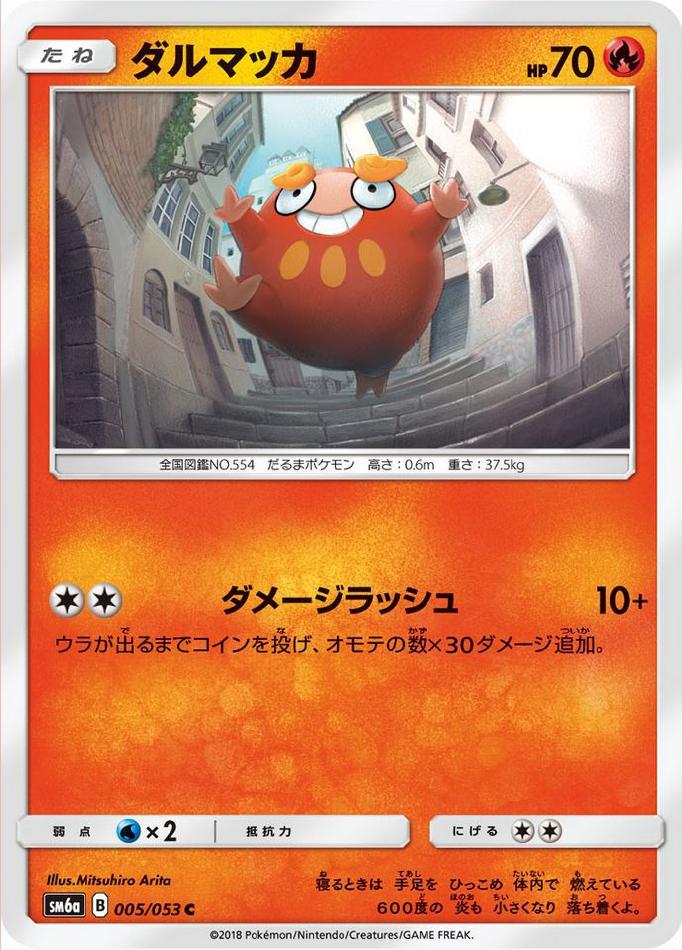 たね ダルマッカ HP70
全国図鑑NO.554 だるまポケモン 高さ：0.6m 重さ：37.5kg
ダメージラッシュ 10+
ウラが出るまでコインを投げ、オモテの数×30ダメージ追加。
弱点 ×2 抵抗力 にげる
Illus.Mitsuhiro Arita
寝るときは 手足を ひっこめ 体内で 燃えている
600度の 炎も 小さくなり 落ち着くよ。
SM6a B 005/053 C
©2018 Pokémon/Nintendo/Creatures/GAME FREAK.